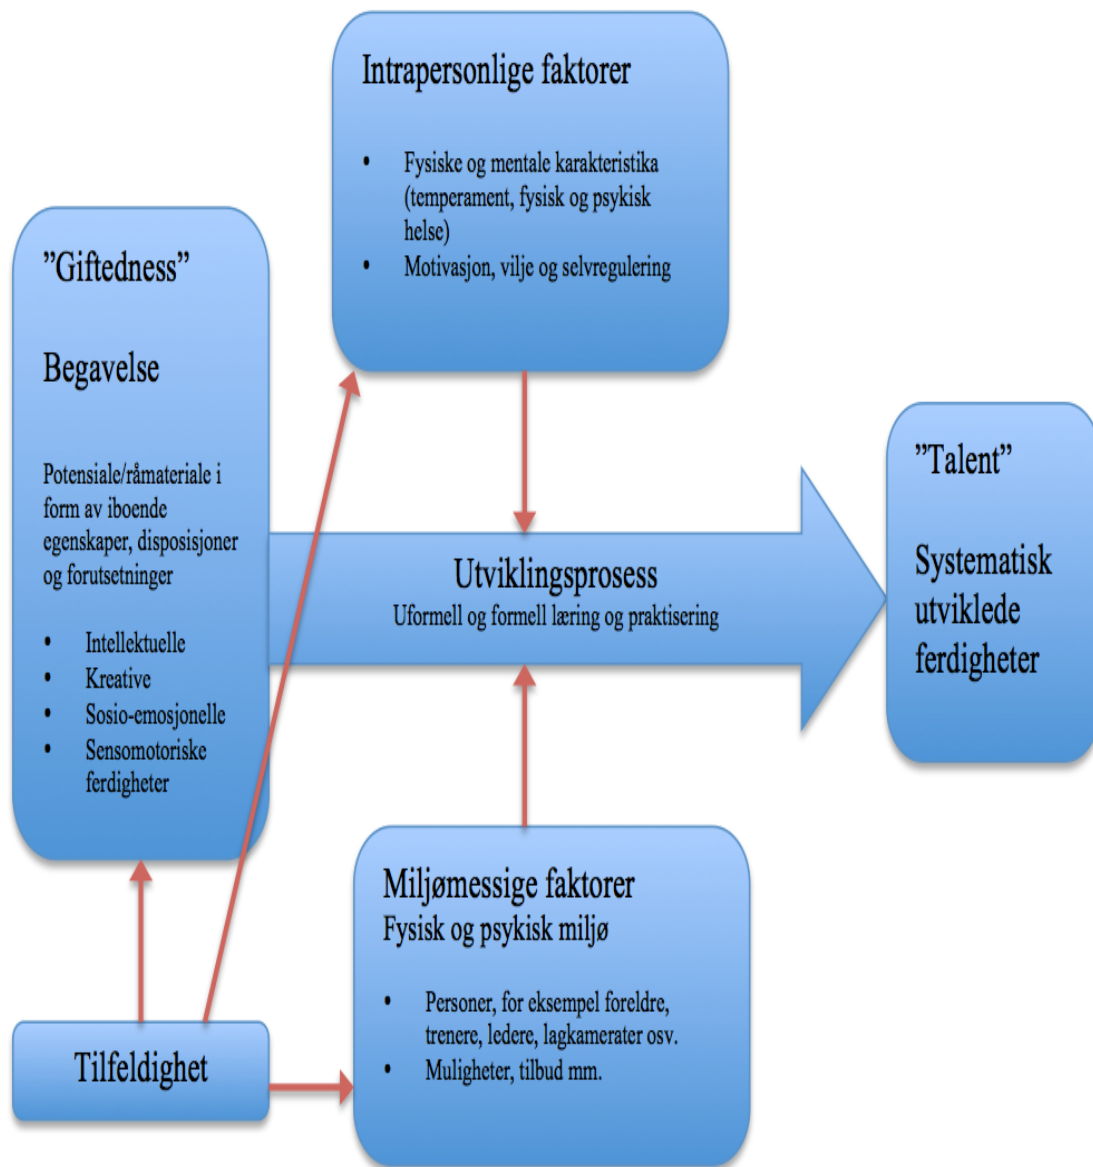 Intrapersonlige faktorer
• Fysiske og mentale karakteristika
(temperament, fysisk og psykisk
helse)
• Motivasjon, vilje og selvregulering
”Giftedness”
Begavelse
Potensiale/råmateriale i
form av iboende
egenskaper, disposisjoner
og forutsetninger
• Intellektuelle
• Kreative
• Sosio-emosjonelle
• Sensomotoriske
ferdigheter
Utviklingsprosess
Uformell og formell læring og praktisering
”Talent”
Systematisk
utviklede
ferdigheter
Miljømessige faktorer
Fysisk og psykisk miljø
• Personer, for eksempel foreldre,
trenere, ledere, lagkamerater osv.
• Muligheter, tilbud mm.
Tilfeldighet